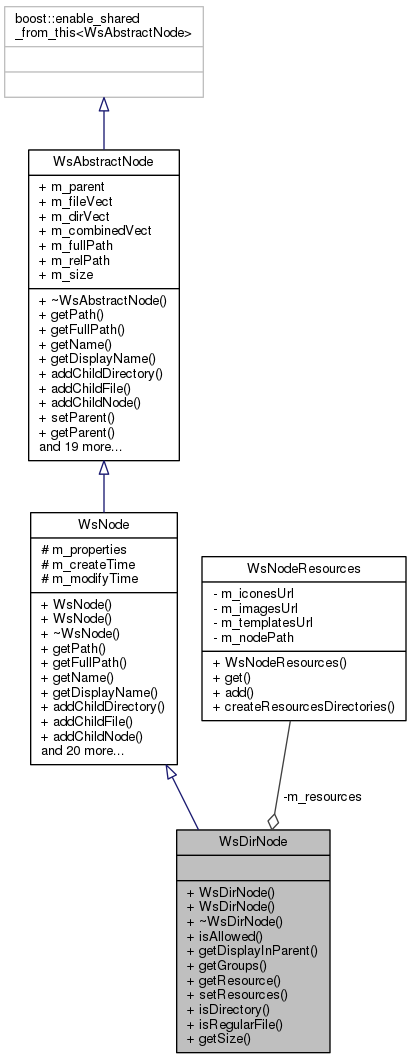 boost::enable_shared
_from_this<WsAbstractNode>
WsAbstractNode
+ m_parent
+ m_fileVect
+ m_dirVect
+ m_combinedVect
+ m_fullPath
+ m_relPath
+ m_size
+ ~WsAbstractNode()
+ getPath()
+ getFullPath()
+ getName()
+ getDisplayName()
+ addChildDirectory()
+ addChildFile()
+ addChildNode()
+ setParent()
+ getParent()
and 19 more...
WsNode
# m_properties
# m_createTime
# m_modifyTime
+ WsNode()
+ WsNode()
+ ~WsNode()
+ getPath()
+ getFullPath()
+ getName()
+ getDisplayName()
+ addChildDirectory()
+ addChildFile()
+ addChildNode()
and 20 more...
WsNodeResources
- m_iconesUrl
- m_imagesUrl
- m_templatesUrl
- m_nodePath
+ WsNodeResources()
+ get()
+ add()
+ createResourcesDirectories()
-m_resources
WsDirNode
+ WsDirNode()
+ WsDirNode()
+ ~WsDirNode()
+ isAllowed()
+ getDisplayInParent()
+ getGroups()
+ getResource()
+ setResources()
+ isDirectory()
+ isRegularFile()
+ getSize()